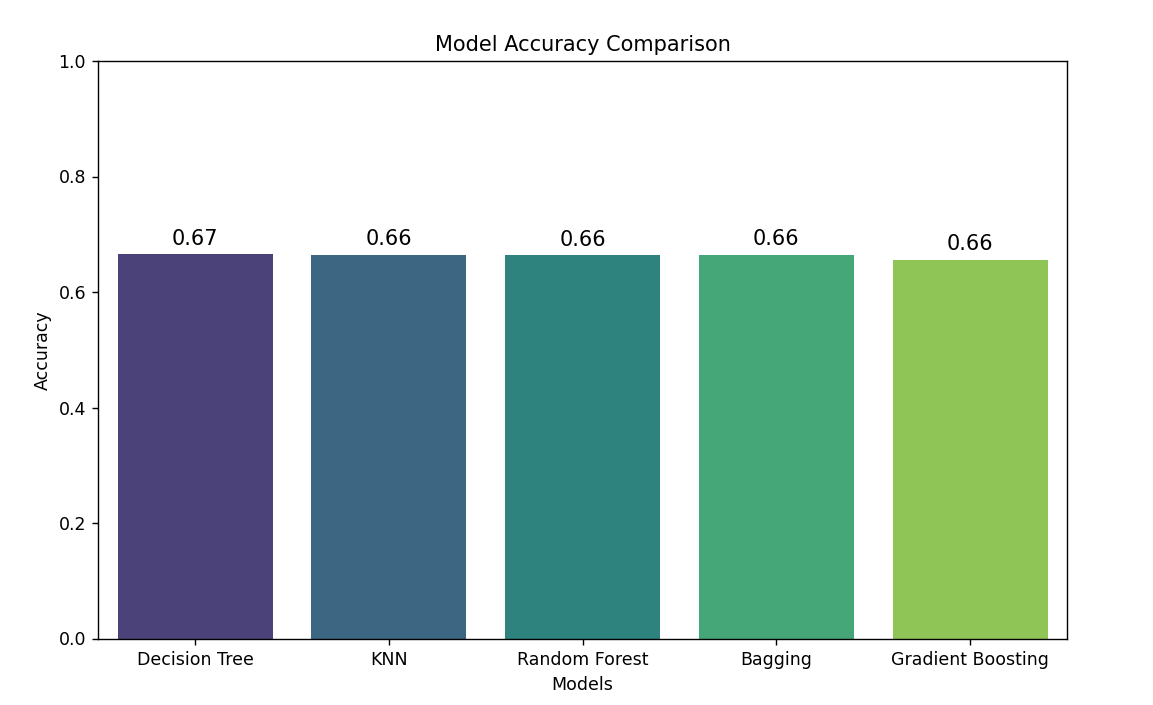 Model Accuracy Comparison
1.0
0.8
0.6
0.4
0.2
0.0
Accuracy
0.67
0.66
0.66
0.66
0.66
Decision Tree
KNN
Random Forest
Bagging
Gradient Boosting
Models